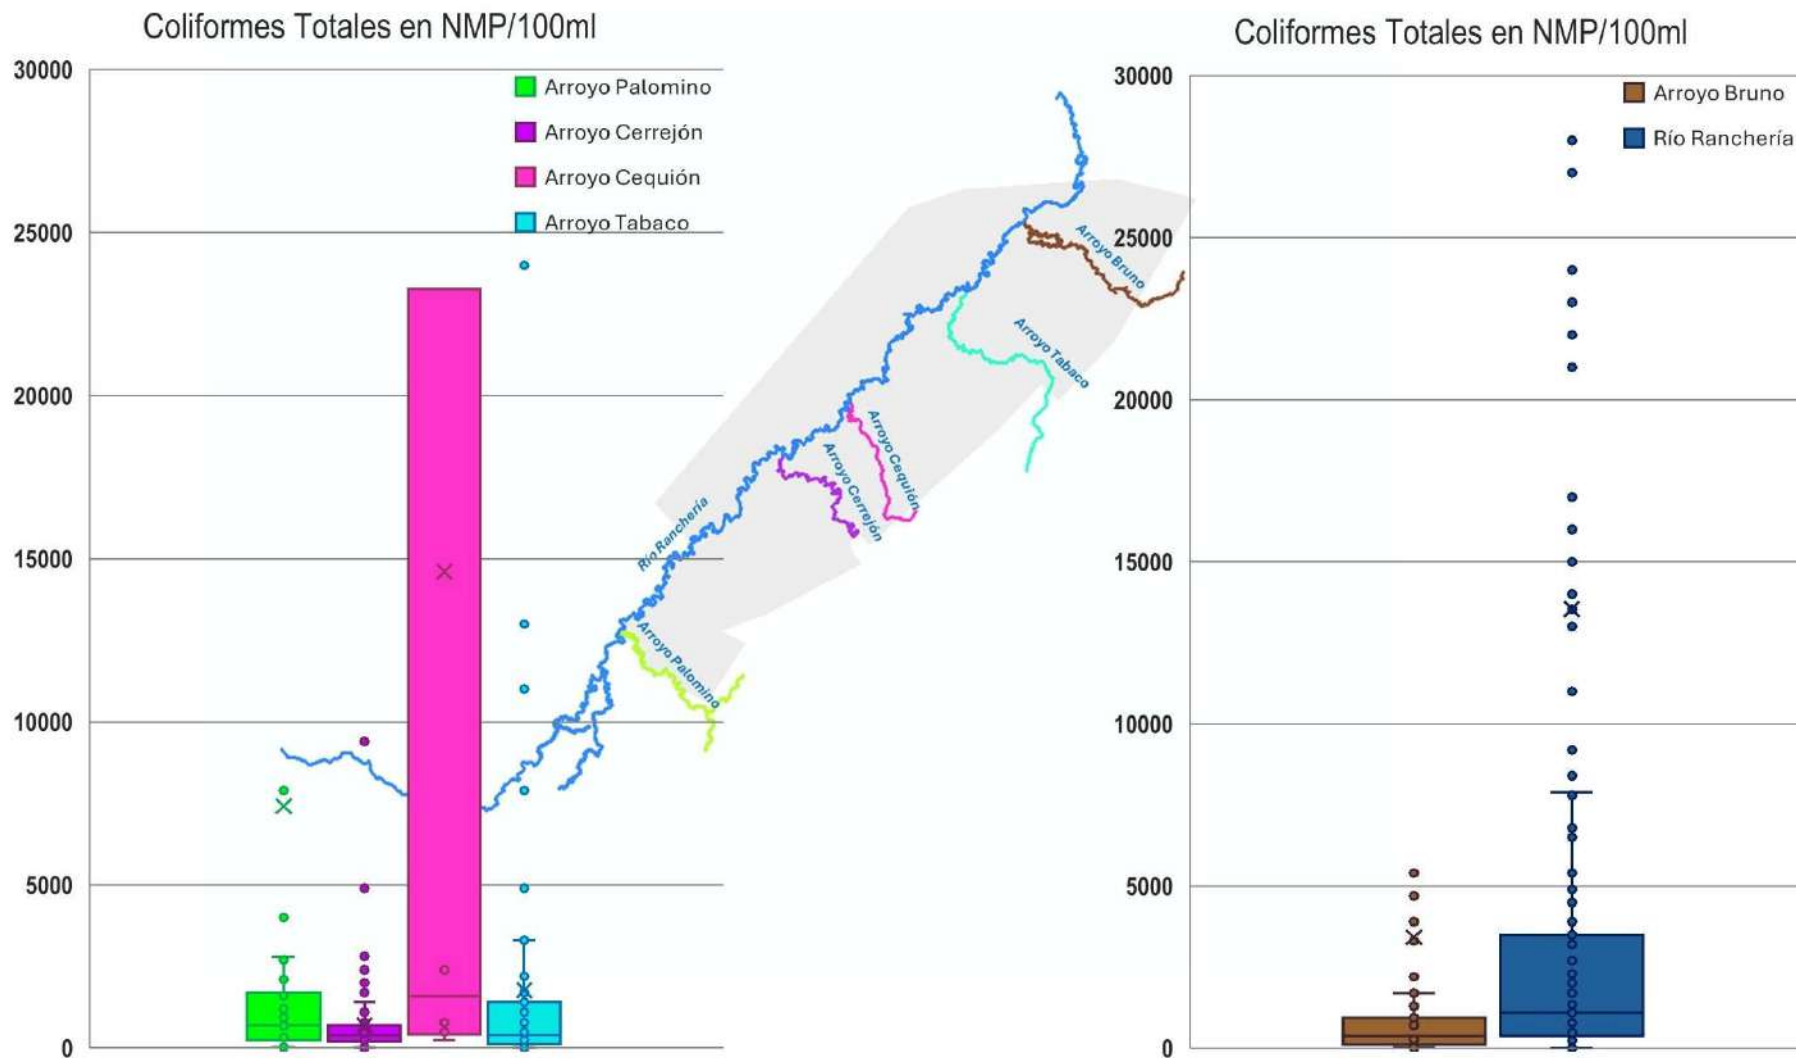 Coliformes Totales en NMP/100ml
30000
25000
20000
15000
10000
5000
0
Arroyo Palomino
Arroyo Cerrejón
Arroyo Cequión
Arroyo Tabaco
Arroyo Bruno
Arroyo Tabaco
Arroyo Cequión
Arroyo Cerrejón
Río Ranchería
Arroyo Palomino
Coliformes Totales en NMP/100ml
30000
25000
20000
15000
10000
5000
0
Arroyo Bruno
Río Ranchería